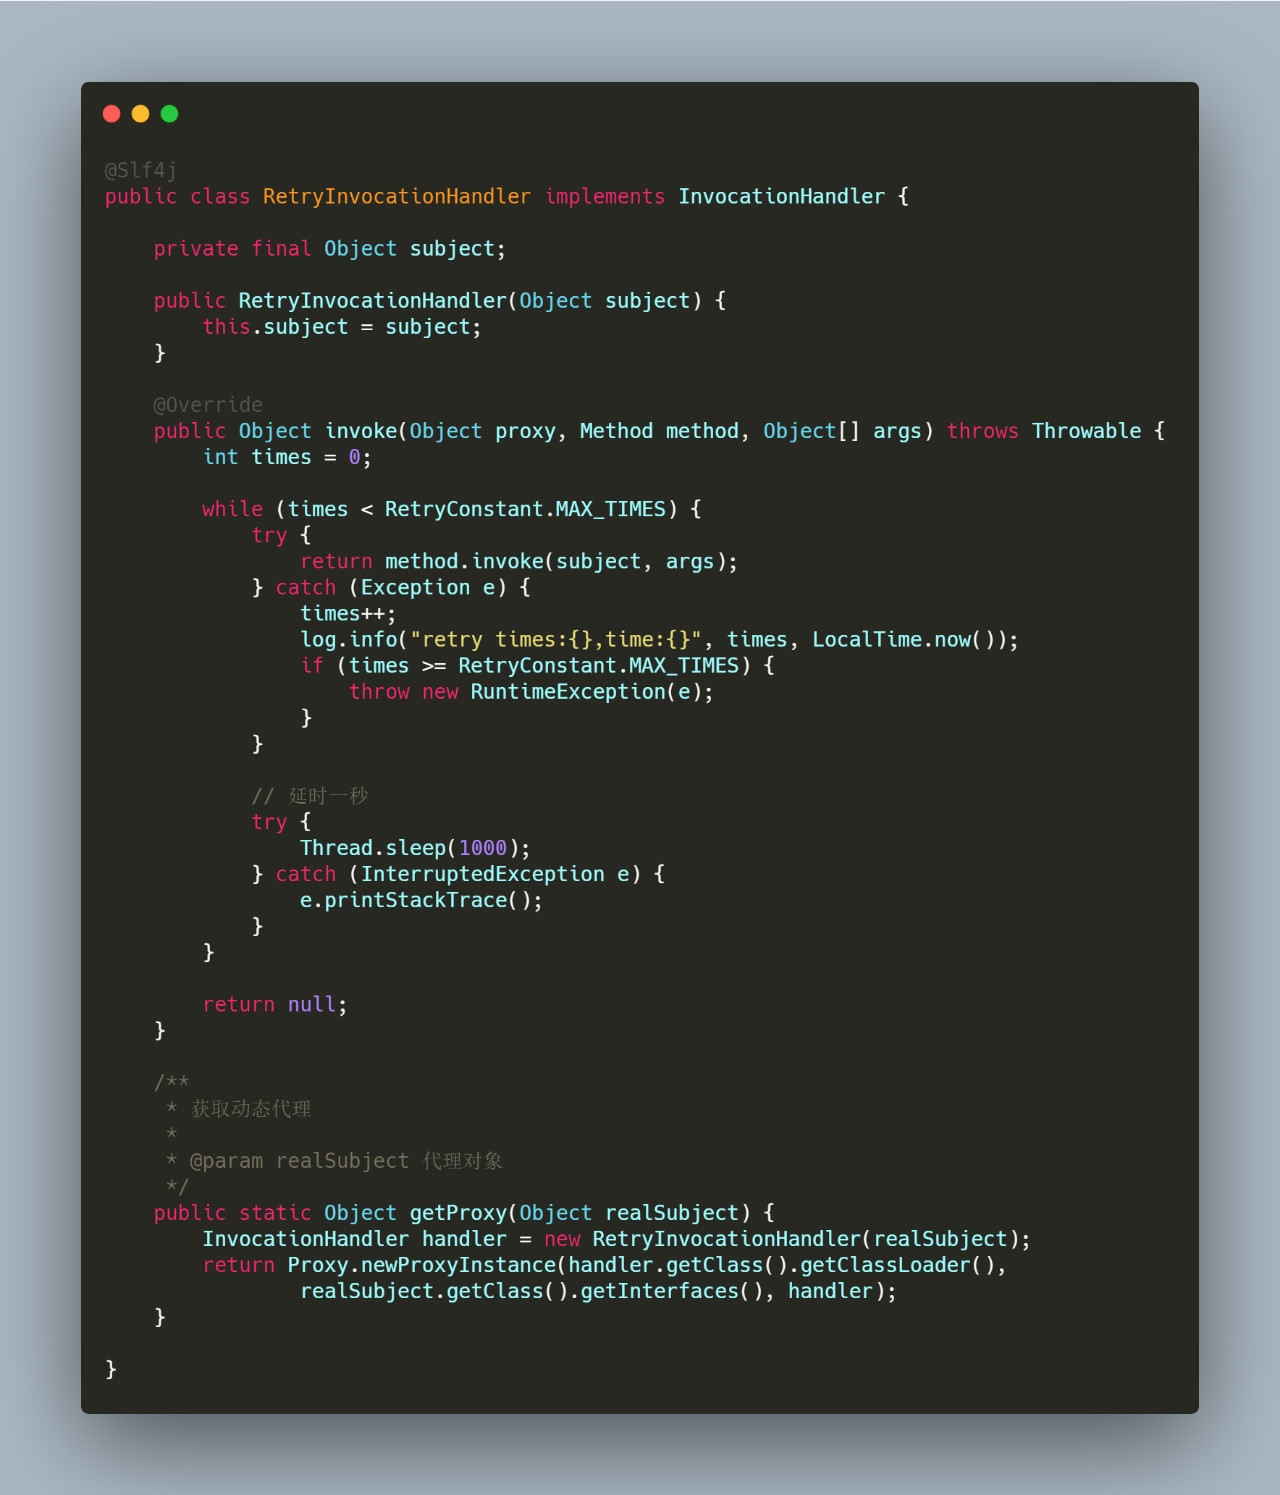 @Slf4j
public class RetryInvocationHandler implements InvocationHandler {
    private final Object subject;
    public RetryInvocationHandler(Object subject) {
        this.subject = subject;
    }
    @Override
    public Object invoke(Object proxy, Method method, Object[] args) throws Throwable {
        int times = 0;
        while (times < RetryConstant.MAX_TIMES) {
            try {
                return method.invoke(subject, args);
            } catch (Exception e) {
                times++;
                log.info("retry times:{},time:{}", times, LocalTime.now());
                if (times >= RetryConstant.MAX_TIMES) {
                    throw new RuntimeException(e);
                }
            }
            // 延时一秒
            try {
                Thread.sleep(1000);
            } catch (InterruptedException e) {
                e.printStackTrace();
            }
        }
        return null;
    }
    /**
     * 获取动态代理
     *
     * @param realSubject 代理对象
     */
    public static Object getProxy(Object realSubject) {
        InvocationHandler handler = new RetryInvocationHandler(realSubject);
        return Proxy.newProxyInstance(handler.getClass().getClassLoader(),
                realSubject.getClass().getInterfaces(), handler);
    }
}